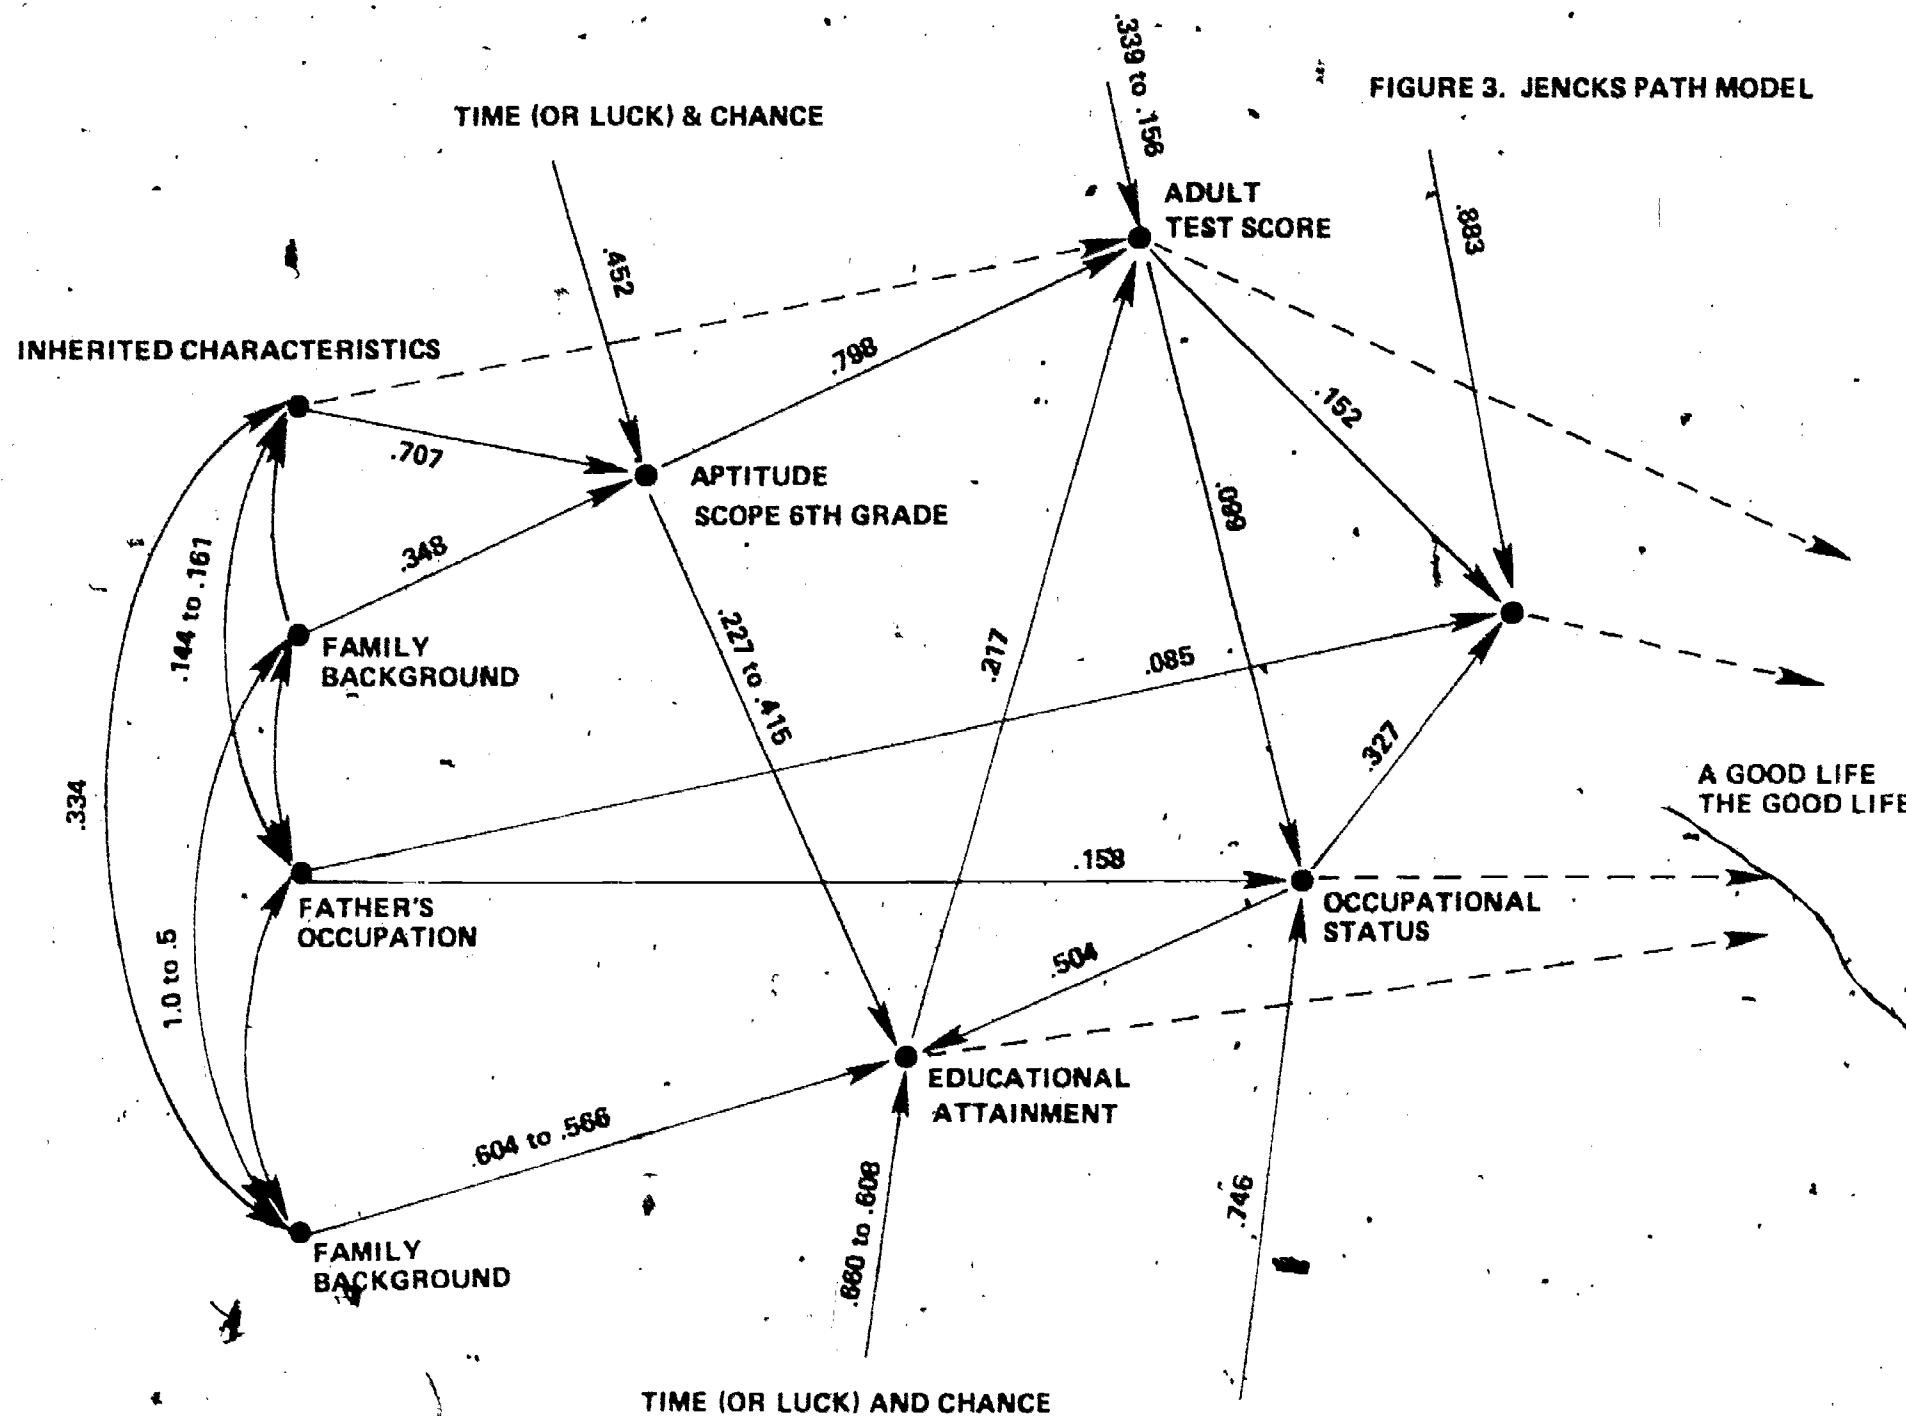 FIGURE 3. JENCKS PATH MODEL
TIME (OR LUCK) & CHANCE
.339 to .156
ADULT
TEST SCORE
.883
.452
INHERITED CHARACTERISTICS
.798
.152
.707
APTITUDE
SCOPE 6TH GRADE
.089
.348
.144 to .161
FAMILY
BACKGROUND
.227 to .415
.217
.085
.327
.334
A GOOD LIFE
THE GOOD LIFE
.158
FATHER'S
OCCUPATION
OCCUPATIONAL
STATUS
1.0 to .5
.504
EDUCATIONAL
ATTAINMENT
.604 to .566
.746
FAMILY
BACKGROUND
.660 to .608
TIME (OR LUCK) AND CHANCE